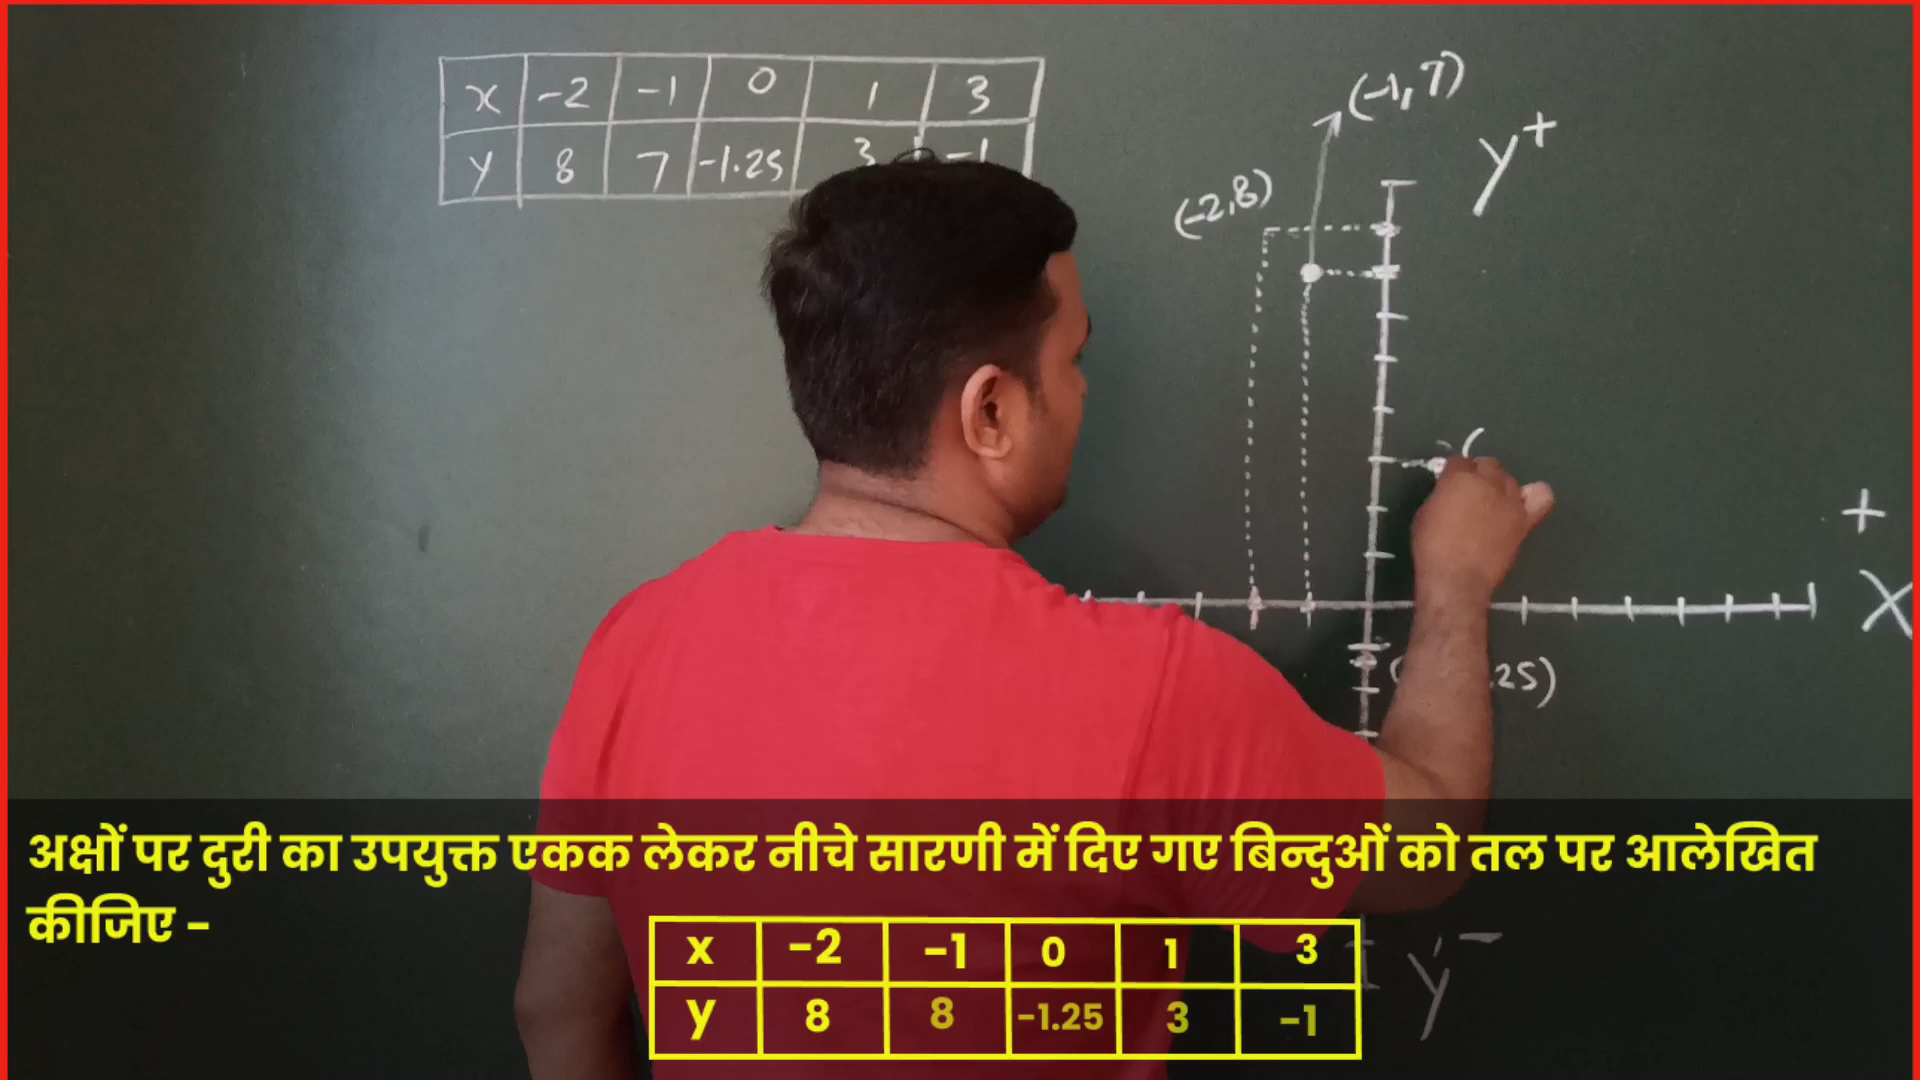 x -2 -1 0 1 3
y 8 7 -1.25 3 -1
(-1, 7)
y+
(-2,8)
(
+
X
( .25)
अक्षों पर दुरी का उपयुक्त एकक लेकर नीचे सारणी में दिए गए बिन्दुओं को तल पर आलेखित
कीजिए -
x -2 -1 0 1 3
y 8 8 -1.25 3 -1
y-